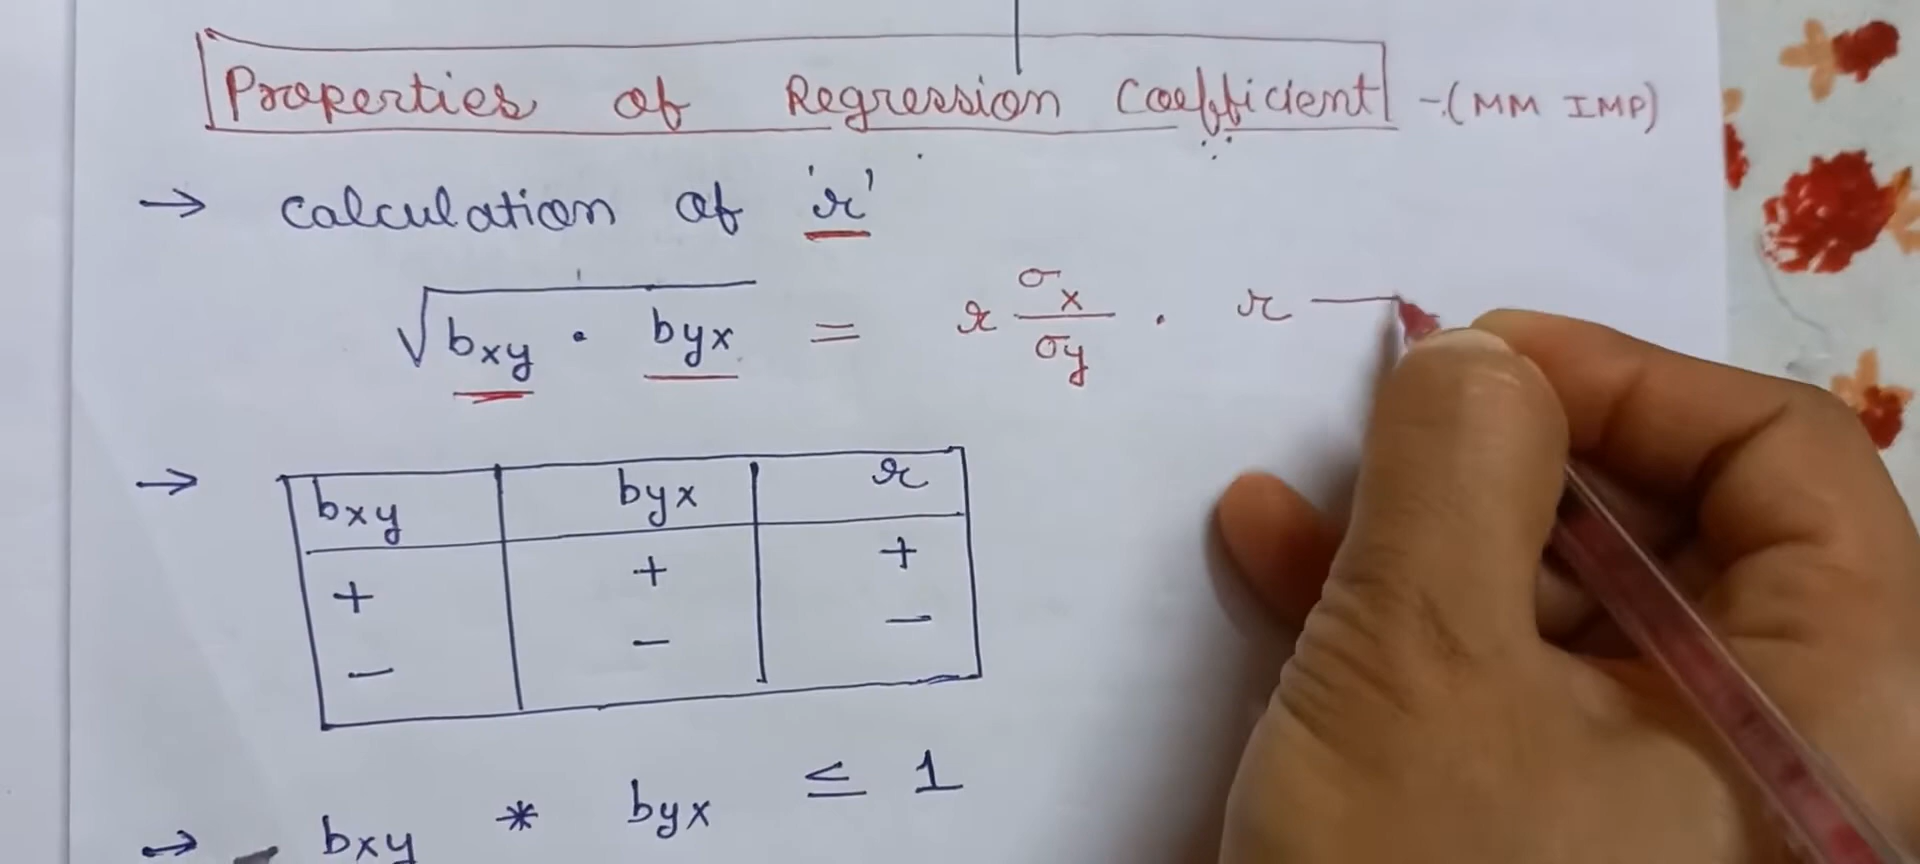 Properties of Regression Coefficient - (MM IMP)
→ Calculation of 'r'
√bxy · byx = r σx/σy · r
→ bxy byx r
+ + +
− − −
→ bxy * byx ≤ 1